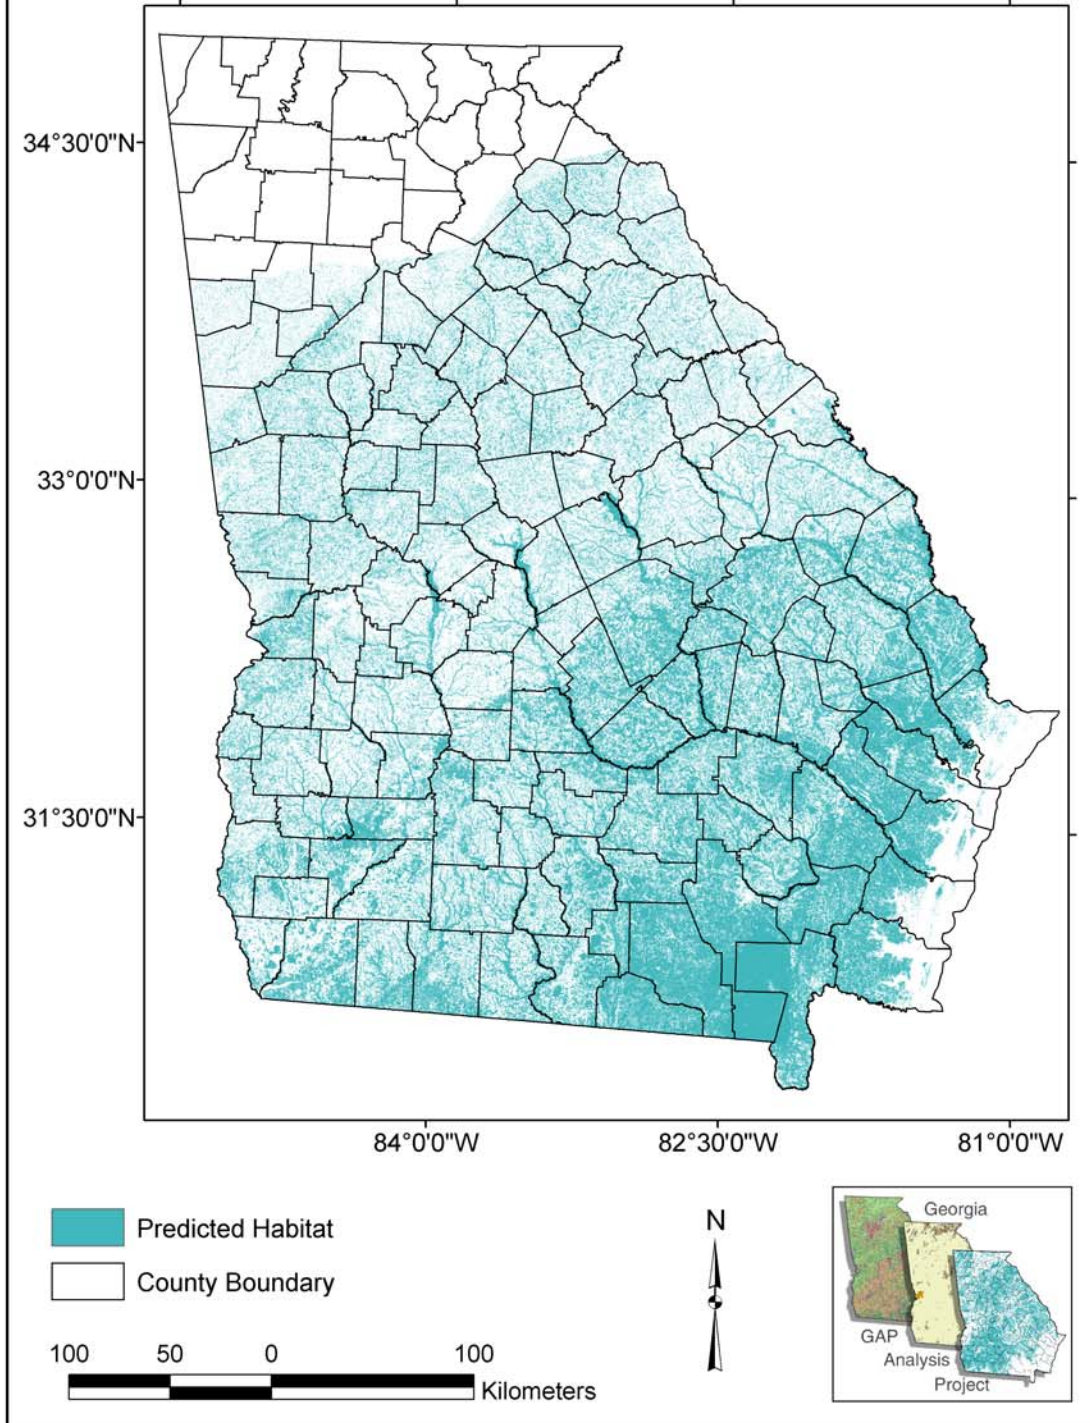 34°30'0"N
33°0'0"N
31°30'0"N
84°0'0"W 82°30'0"W 81°0'0"W
Predicted Habitat
County Boundary
100 50 0 100
Kilometers
N
Georgia
GAP
Analysis
Project